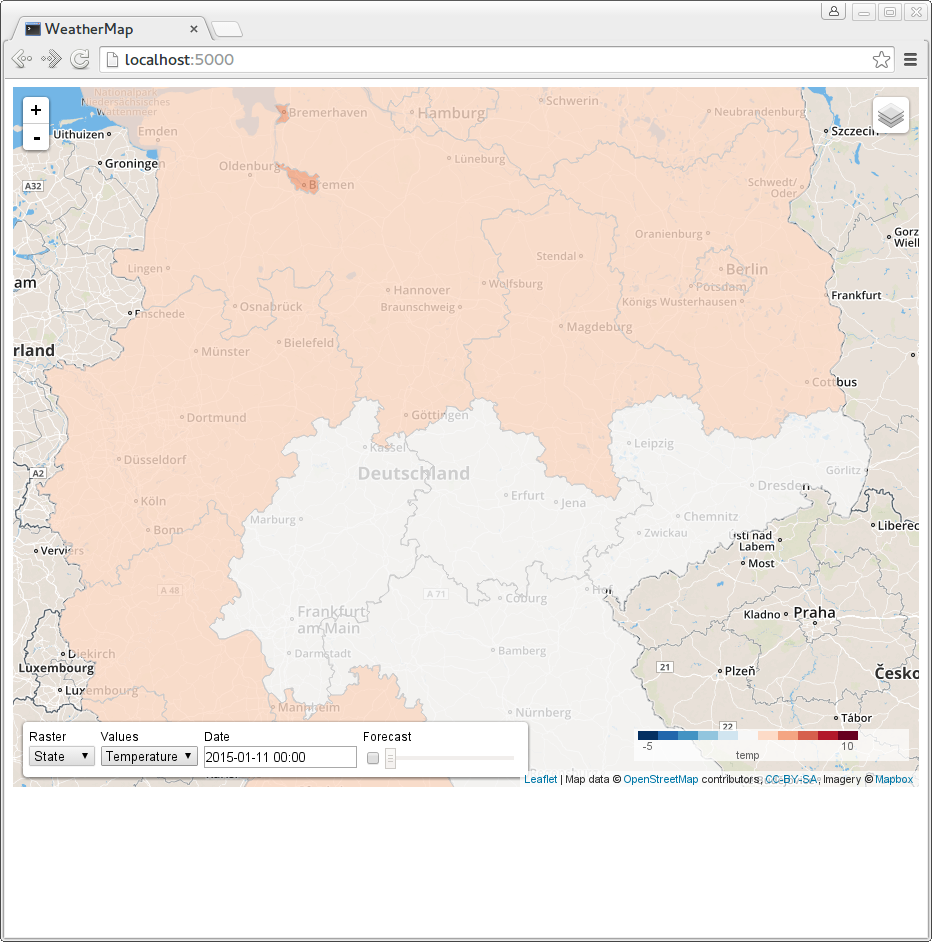 WeatherMap
localhost:5000
+
-
Nationalpark
Niedersächsisches
Wattenmeer
Bremerhaven
Hamburg
Schwerin
Neubrandenburg
Emden
Uithuizen
Szczecin
Groningen
Oldenburg
Lüneburg
A32
Bremen
Schwedt/
Oder
Oranienburg
Gorz
Wiell
Stendal
Lingen
Berlin
am
Wolfsburg
Potsdam
Hannover
Frankfurt
Osnabrück
Braunschweig
Königs Wusterhausen
Enschede
Magdeburg
Bielefeld
rland
Münster
Cottbus
Dortmund
Göttingen
Kassel
Leipzig
Düsseldorf
Deutschland
Görlitz
A2
Dresden
Köln
Erfurt
Jena
Marburg
Chemnitz
Bonn
Liberec
Zwickau
Ústí nad
Labem
Verviers
Most
A 48
A 71
Hof
Coburg
Frankfurt
am Main
Kladno
Praha
Bamberg
Diekirch
Darmstadt
Luxembourg
21
Plzeň
Česko
Luxembourg
Mannheim
Nürnberg
Tábor
22
Raster
Values
Date
Forecast
State
Temperature
2015-01-11 00:00
-5
10
temp
Leaflet | Map data © OpenStreetMap contributors, CC-BY-SA, Imagery © Mapbox